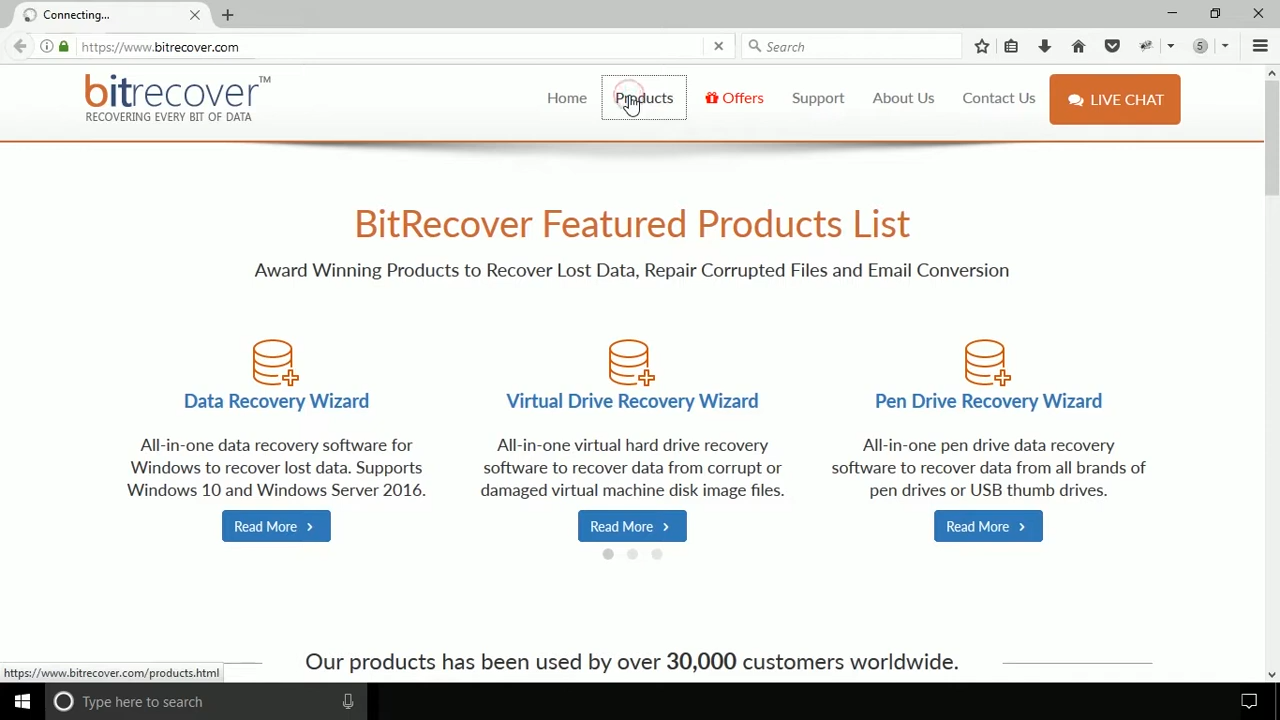 Connecting...
https://www.bitrecover.com
Search
5
bitrecover™
RECOVERING EVERY BIT OF DATA
Home
Products
Offers
Support
About Us
Contact Us
LIVE CHAT
BitRecover Featured Products List
Award Winning Products to Recover Lost Data, Repair Corrupted Files and Email Conversion
Data Recovery Wizard
All-in-one data recovery software for
Windows to recover lost data. Supports
Windows 10 and Windows Server 2016.
Read More
Virtual Drive Recovery Wizard
All-in-one virtual hard drive recovery
software to recover data from corrupt or
damaged virtual machine disk image files.
Read More
Pen Drive Recovery Wizard
All-in-one pen drive data recovery
software to recover data from all brands of
pen drives or USB thumb drives.
Read More
Our products has been used by over 30,000 customers worldwide.
https://www.bitrecover.com/products.html
Type here to search